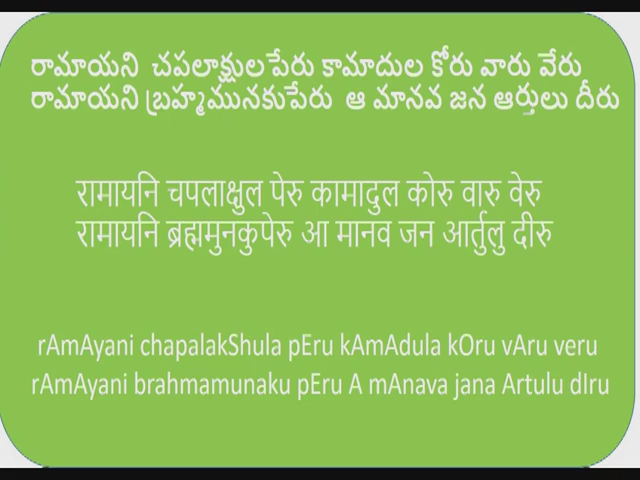 రామాయని చపలాక్షులపేరు కామాదుల కోరు వారు వేరు
రామాయని బ్రహ్మమునకుపేరు ఆ మానవ జన ఆర్తులు దీరు
रामायनि चपलाक्षुल पेरु कामादुल कोरु वारु वेरु
रामायनि ब्रह्ममुनकुपेरु आ मानव जन आर्तुलु दीरु
rAmAyani chapalakShula pEru kAmAdula kOru vAru veru
rAmAyani brahmamunaku pEru A mAnava jana Artulu dIru